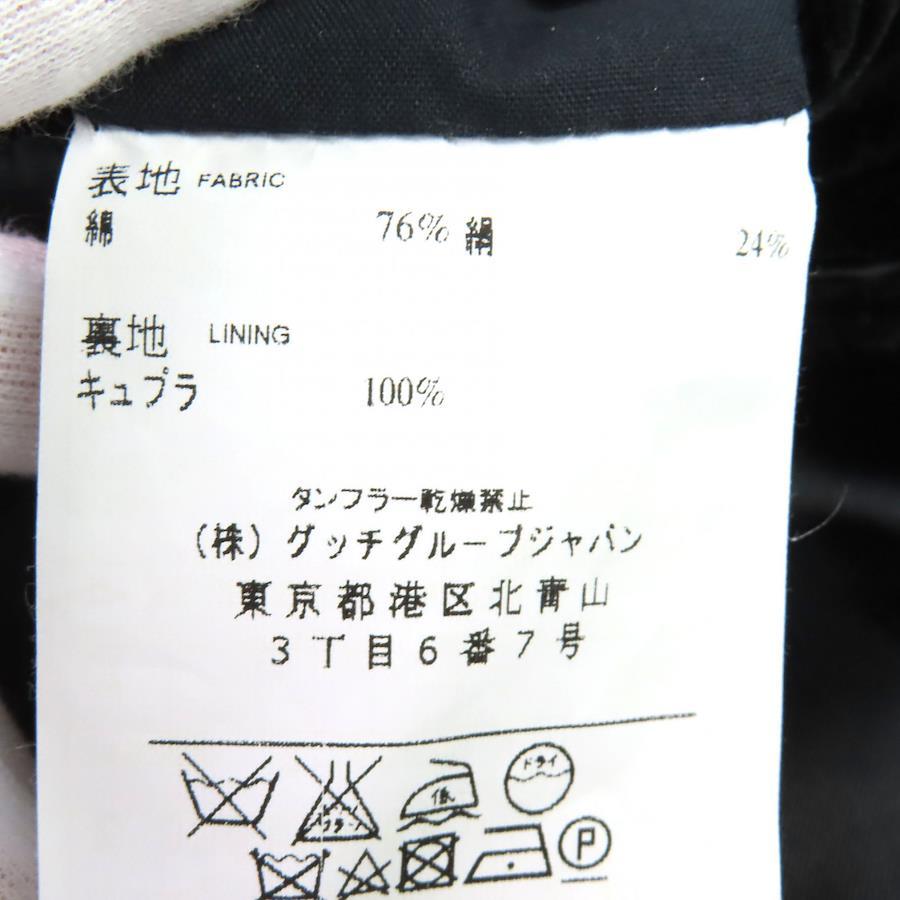 表地 FABRIC
綿 76% 絹 24%
裏地 LINING
キュプラ 100%
タンブラー乾燥禁止
(株)グッチグループジャパン
東京都港区北青山
3丁目6番7号
低 ドライ
P